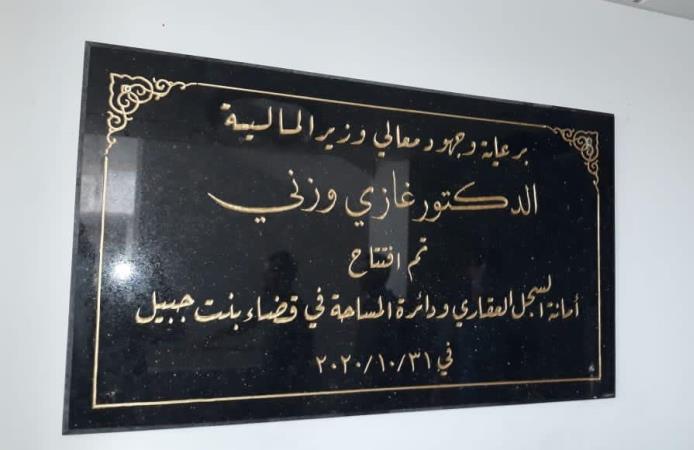 برعاية وجهود معالي وزير المالية
الدكتور غازي وزني
تم افتتاح
أمانة السجل العقاري ودائرة المساحة في قضاء بنت جبيل
في ٢٠٢٠/١٠/٣١